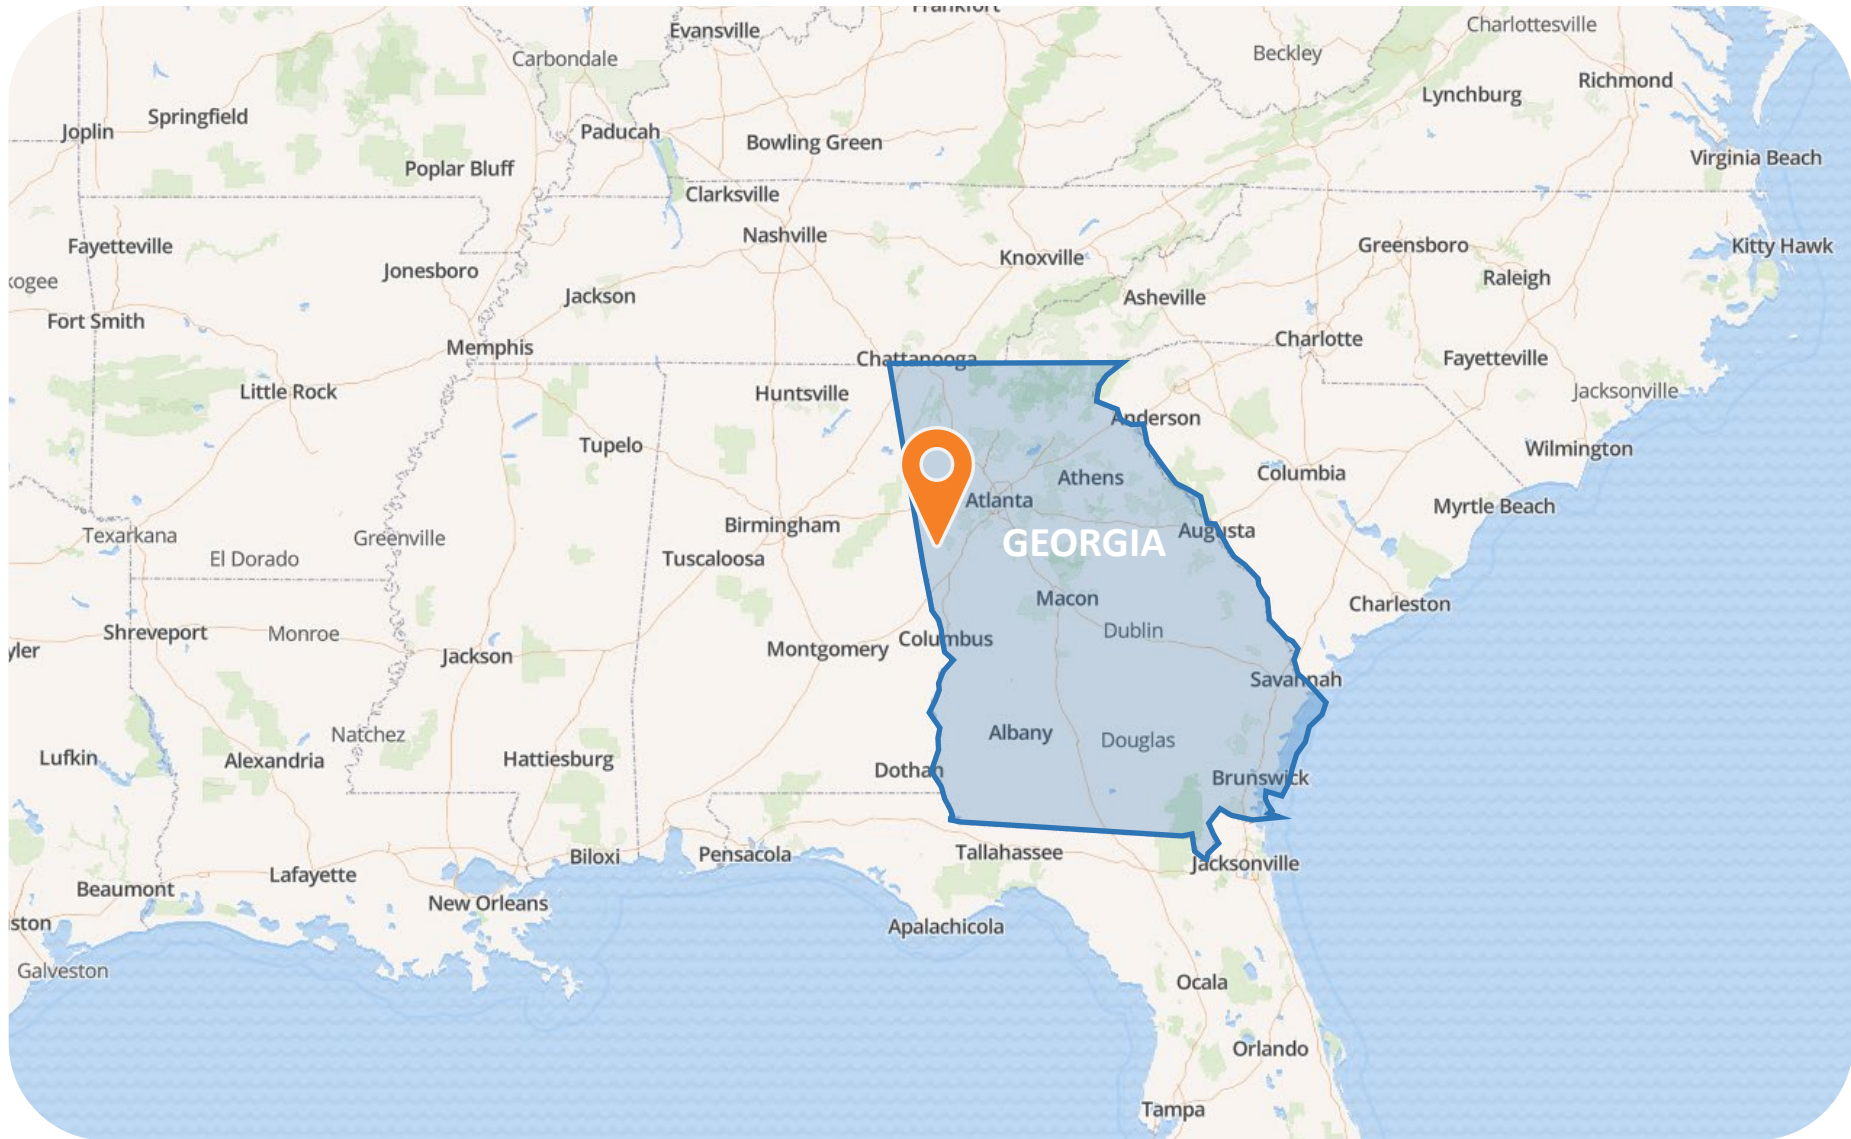 Frankfort
Evansville
Charlottesville
Carbondale
Beckley
Richmond
Lynchburg
Springfield
Joplin
Paducah
Bowling Green
Virginia Beach
Poplar Bluff
Clarksville
Nashville
Greensboro
Kitty Hawk
Fayetteville
Knoxville
Jonesboro
Raleigh
kogee
Jackson
Asheville
Fort Smith
Charlotte
Memphis
Chattanooga
Fayetteville
Little Rock
Huntsville
Jacksonville
Anderson
Tupelo
Wilmington
Columbia
Athens
Atlanta
Myrtle Beach
Birmingham
Augusta
Texarkana
Greenville
GEORGIA
El Dorado
Tuscaloosa
Macon
Charleston
Shreveport
Monroe
Dublin
Columbus
yler
Jackson
Montgomery
Savannah
Natchez
Albany
Douglas
Lufkin
Alexandria
Hattiesburg
Dothan
Brunswick
Biloxi
Pensacola
Tallahassee
Jacksonville
Lafayette
Beaumont
New Orleans
ston
Apalachicola
Galveston
Ocala
Orlando
Tampa